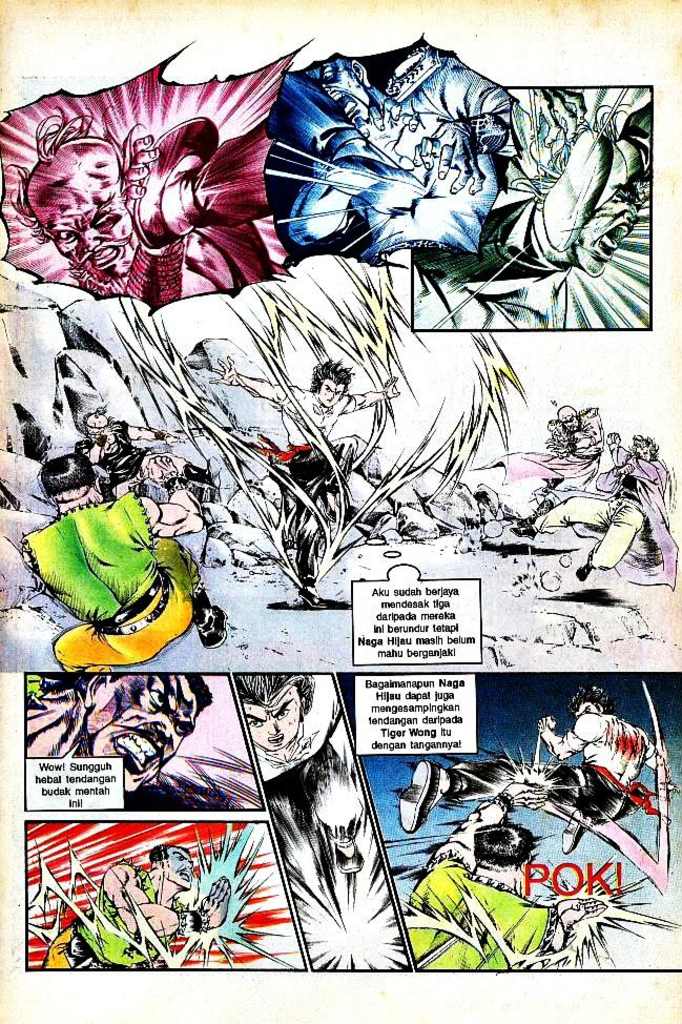 Aku sudah berjaya
mendesak tiga
daripada mereka
ini berundur tetapi
Naga Hijau masih belum
mahu berganjak!
Wow! Sungguh
hebat tendangan
budak mentah
ini!
Bagaimanapun Naga
Hijau dapat juga
mengesampingkan
tendangan daripada
Tiger Wong itu
dengan tangannya!
POK!